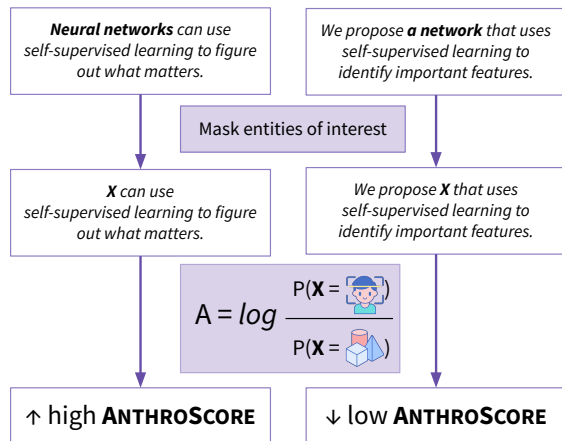 Neural networks can use
self-supervised learning to figure
out what matters.
We propose a network that uses
self-supervised learning to
identify important features.
Mask entities of interest
X can use
self-supervised learning to figure
out what matters.
We propose X that uses
self-supervised learning to
identify important features.
A = log
P(X = )
P(X = )
↑ high ANTHROSCORE
↓ low ANTHROSCORE